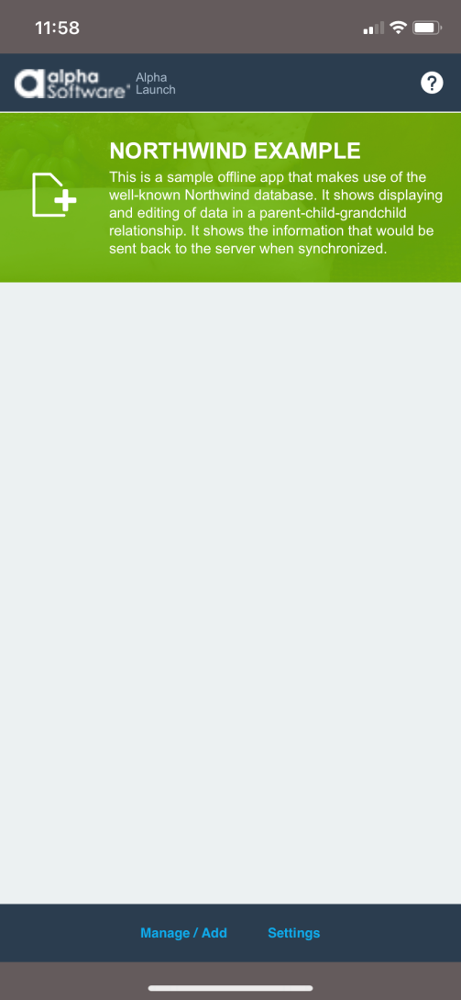 11:58
alpha Alpha
Software® Launch
NORTHWIND EXAMPLE
This is a sample offline app that makes use of the
well-known Northwind database. It shows displaying
and editing of data in a parent-child-grandchild
relationship. It shows the information that would be
sent back to the server when synchronized.
Manage / Add Settings